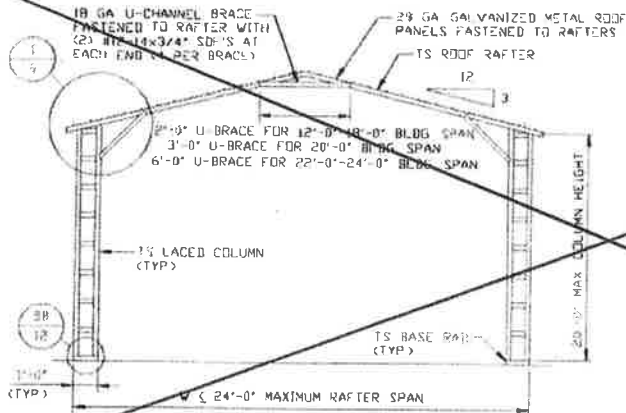 18 GA U-CHANNEL BRACE
FASTENED TO RAFTER WITH
(2) #12-14x3/4" SDF'S AT
EACH END (4 PER BRACE)
29 GA GALVANIZED METAL ROOF
PANELS FASTENED TO RAFTERS
TS ROOF RAFTER
12
3
2'-0" U-BRACE FOR 12'-0"-18'-0" BLDG SPAN
3'-0" U-BRACE FOR 20'-0" BLDG SPAN
6'-0" U-BRACE FOR 22'-0"-24'-0" BLDG SPAN
TS LACED COLUMN
(TYP)
20'-0" MAX COLUMN HEIGHT
12
TS BASE RAIL
(TYP)
(TYP)
24'-0" MAXIMUM RAFTER SPAN